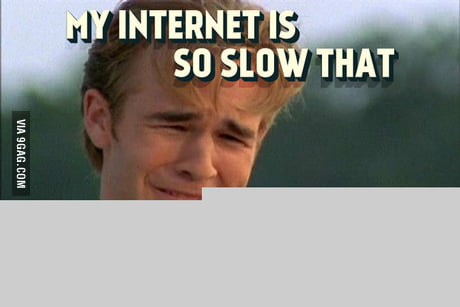 MY INTERNET IS
SO SLOW THAT
VIA 9GAG.COM